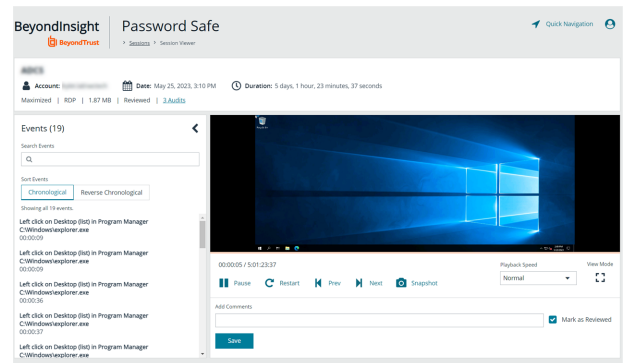 BeyondInsight
BeyondTrust
Password Safe
Sessions > Session Viewer
Quick Navigation
Account:
Date: May 25, 2023, 3:10 PM
Duration: 5 days, 1 hour, 23 minutes, 37 seconds
Maximized | RDP | 1.87 MB | Reviewed | 3 Audits
Events (19)
Search Events
Sort Events
Chronological
Reverse Chronological
Showing all 19 events.
Left click on Desktop (list) in Program Manager
C:\Windows\explorer.exe
00:00:09
Left click on Desktop (list) in Program Manager
C:\Windows\explorer.exe
00:00:09
Left click on Desktop (list) in Program Manager
C:\Windows\explorer.exe
00:00:36
Left click on Desktop (list) in Program Manager
C:\Windows\explorer.exe
00:00:37
Left click on Desktop (list) in Program Manager
C:\Windows\explorer.exe
00:00:05 / 5:01:23:37
Playback Speed
View Mode
Pause
Restart
Prev
Next
Snapshot
Normal
Add Comments
Mark as Reviewed
Save